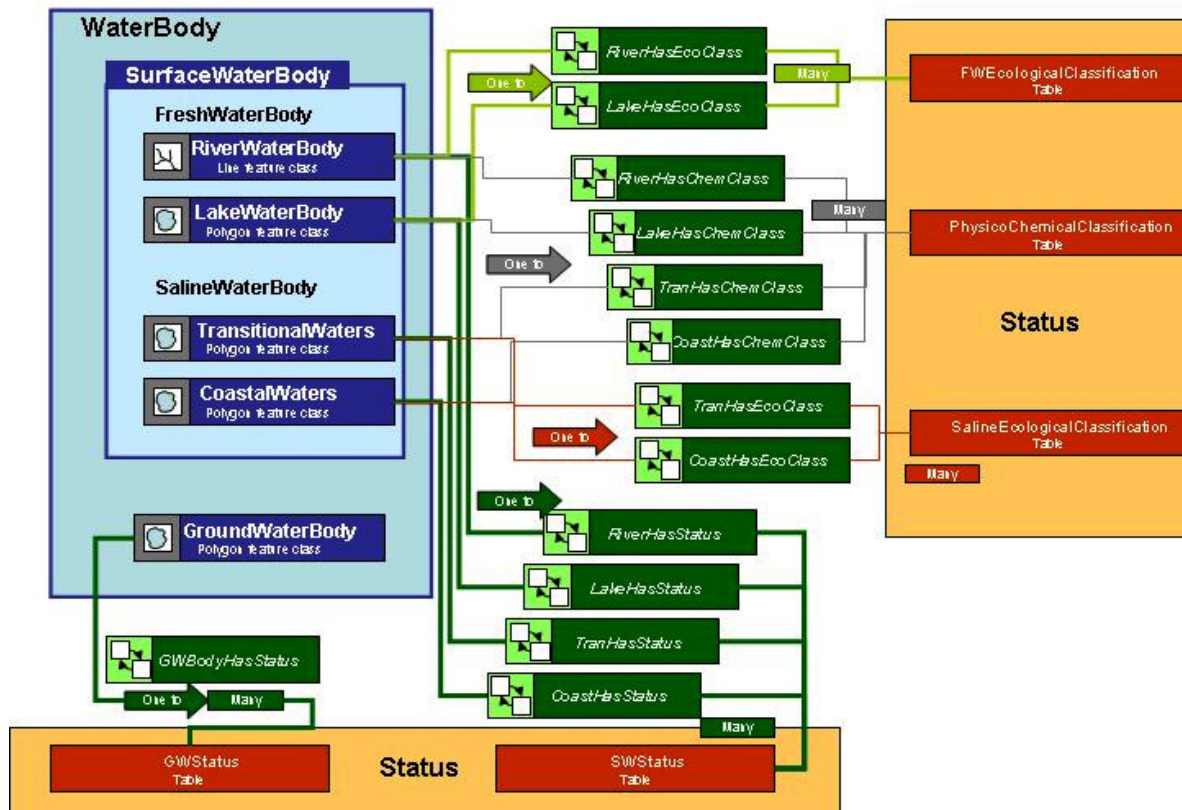 WaterBody
SurfaceWaterBody
FreshWaterBody
RiverWaterBody
Line feature class
LakeWaterBody
Polygon feature class
SalineWaterBody
TransitionalWaters
Polygon feature class
CoastalWaters
Polygon feature class
GroundWaterBody
Polygon feature class
RiverHasEcoClass
One to
Many
LakeHasEcoClass
RiverHasChemClass
Many
LakeHasChemClass
One to
TranHasChemClass
CoastHasChemClass
TranHasEcoClass
One to
CoastHasEcoClass
Many
One to
RiverHasStatus
LakeHasStatus
TranHasStatus
CoastHasStatus
Many
FWEcologicalClassification
Table
PhysicoChemicalClassification
Table
Status
SalineEcologicalClassification
Table
GWBodyHasStatus
One to
Many
GWStatus
Table
Status
SWStatus
Table